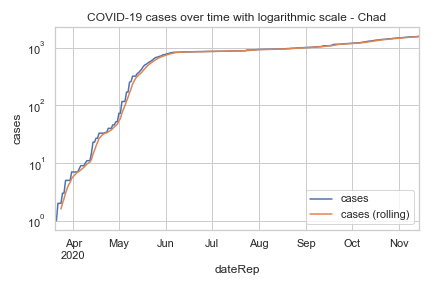 COVID-19 cases over time with logarithmic scale - Chad
cases
10³
10²
10¹
10⁰
cases
cases (rolling)
Apr May Jun Jul Aug Sep Oct Nov
2020
dateRep